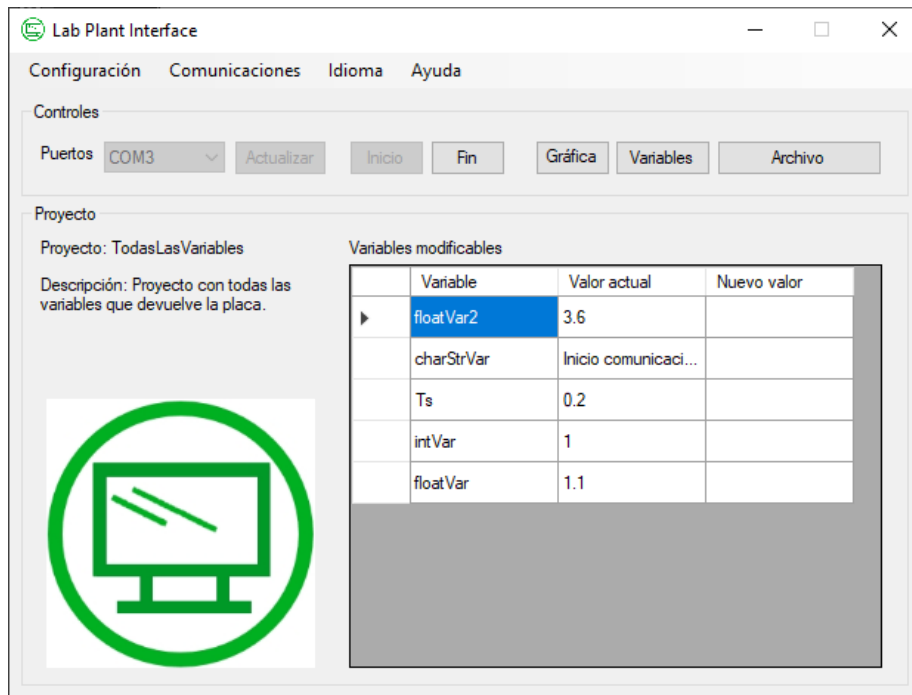 Lab Plant Interface
Configuración Comunicaciones Idioma Ayuda
Controles
Puertos COM3 Actualizar Inicio Fin Gráfica Variables Archivo
Proyecto
Proyecto: TodasLasVariables
Descripción: Proyecto con todas las
variables que devuelve la placa.
Variables modificables
Variable Valor actual Nuevo valor
floatVar2 3.6
charStrVar Inicio comunicaci...
Ts 0.2
intVar 1
floatVar 1.1